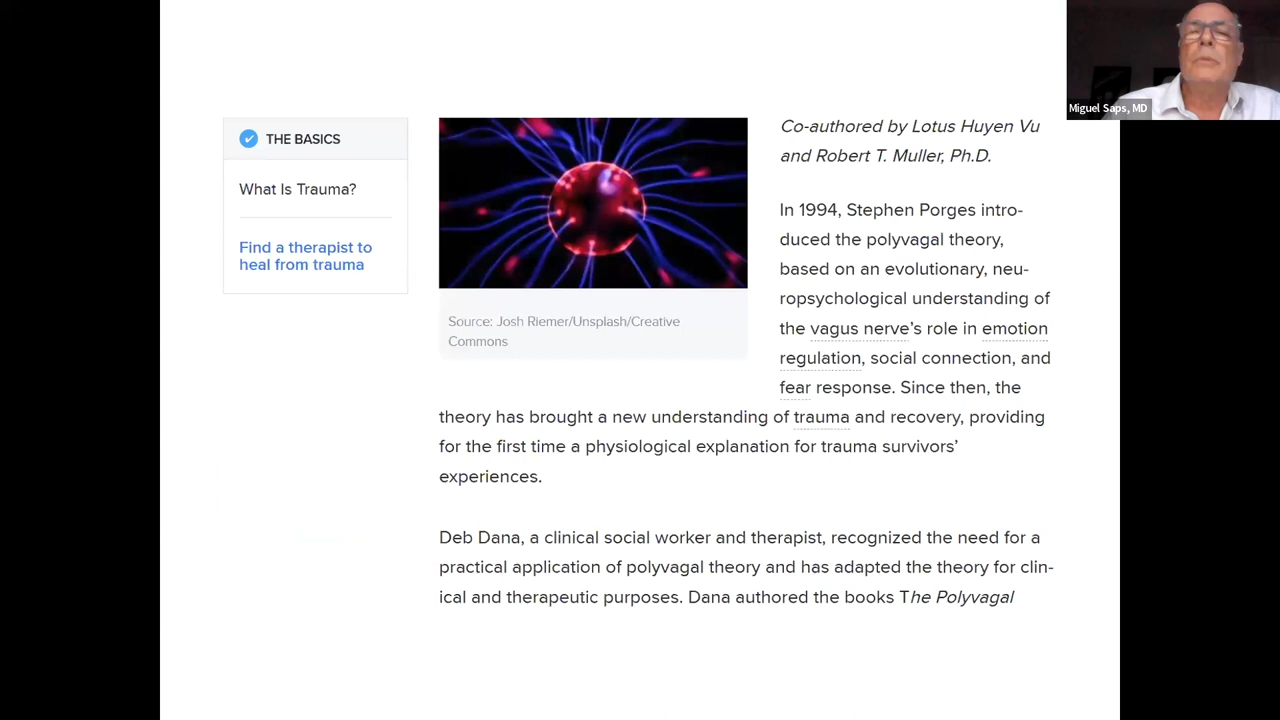 Miguel Saps, MD
THE BASICS
What Is Trauma?
Find a therapist to
heal from trauma
Source: Josh Riemer/Unsplash/Creative
Commons
Co-authored by Lotus Huyen Vu
and Robert T. Muller, Ph.D.
In 1994, Stephen Porges intro-
duced the polyvagal theory,
based on an evolutionary, neu-
ropsychological understanding of
the vagus nerve’s role in emotion
regulation, social connection, and
fear response. Since then, the
theory has brought a new understanding of trauma and recovery, providing
for the first time a physiological explanation for trauma survivors’
experiences.
Deb Dana, a clinical social worker and therapist, recognized the need for a
practical application of polyvagal theory and has adapted the theory for clin-
ical and therapeutic purposes. Dana authored the books The Polyvagal